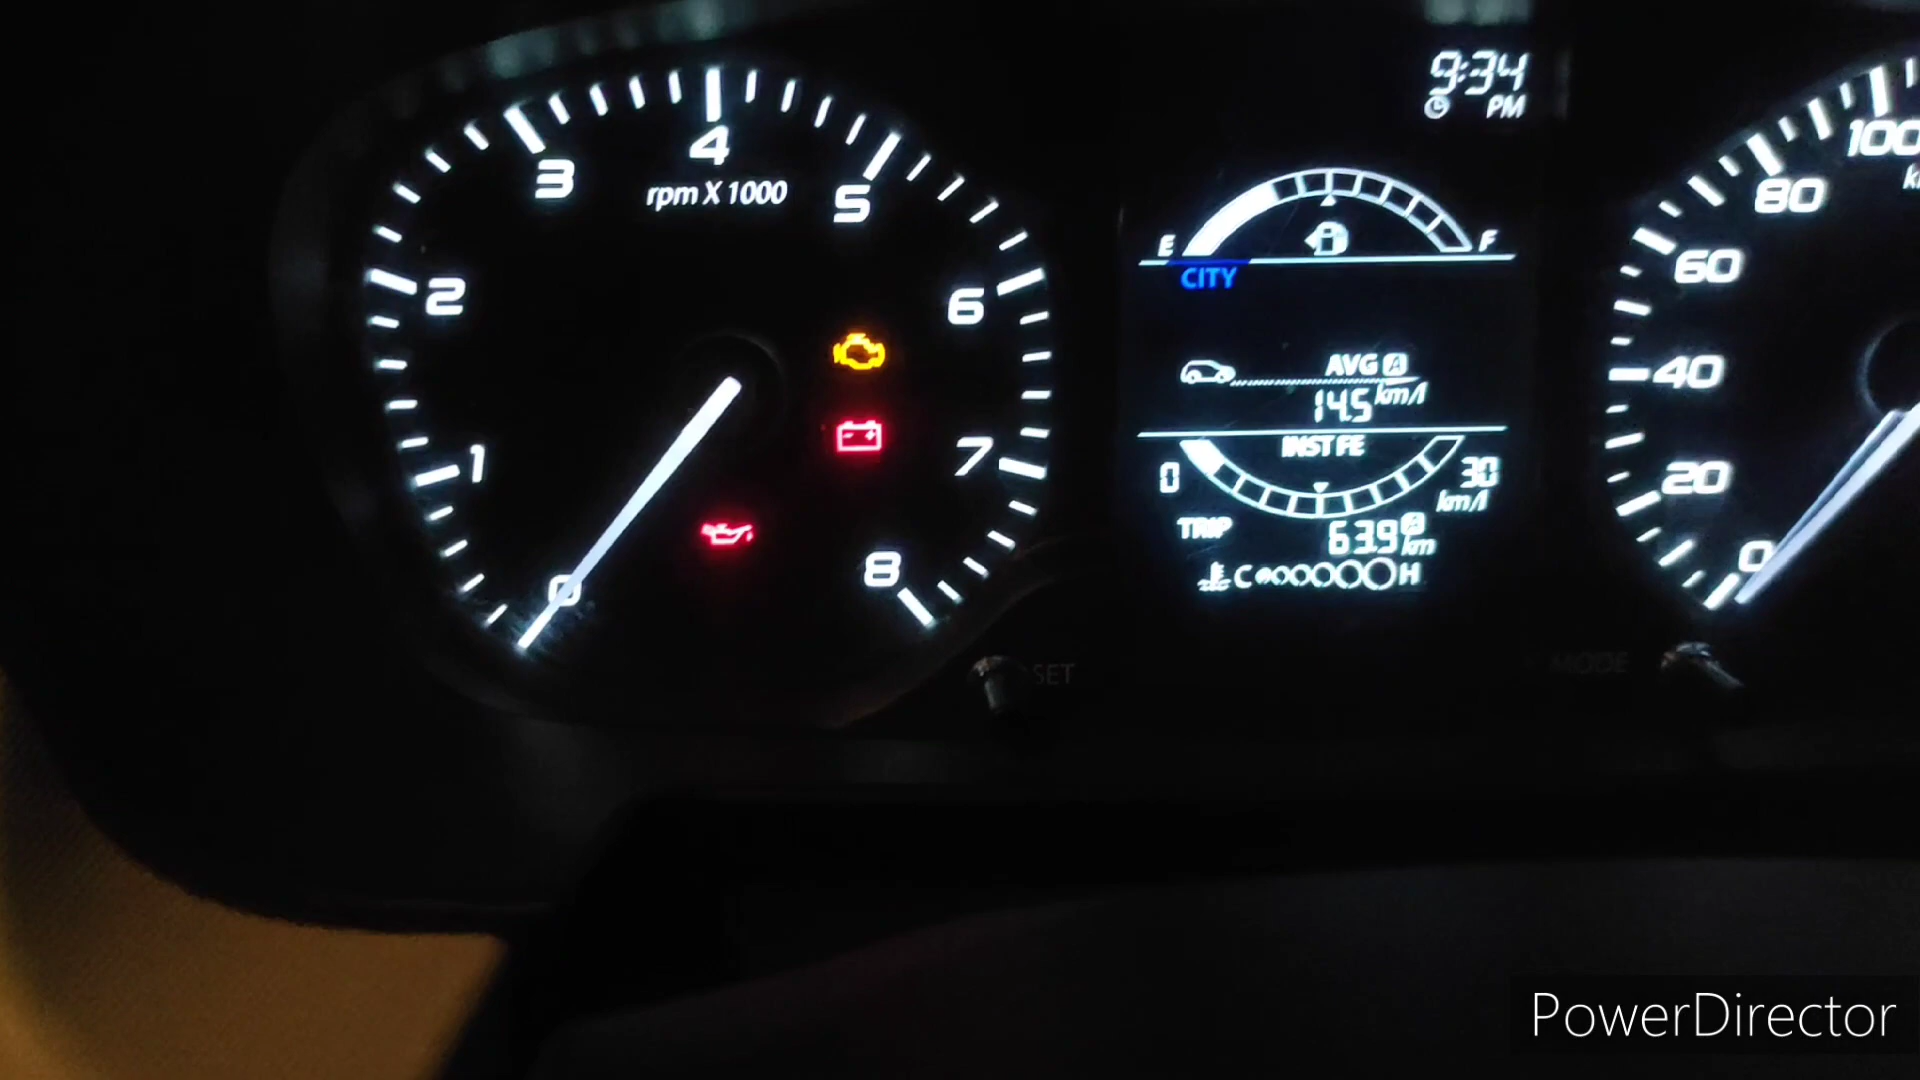 0
1
2
3
4
5
6
7
8
rpm X 1000
9:34
PM
E F
CITY
AVG A
14.5 km/l
INST FE
0 30
km/l
TRIP
63.9 km
C H
0
20
40
60
80
100
SET
MODE
PowerDirector